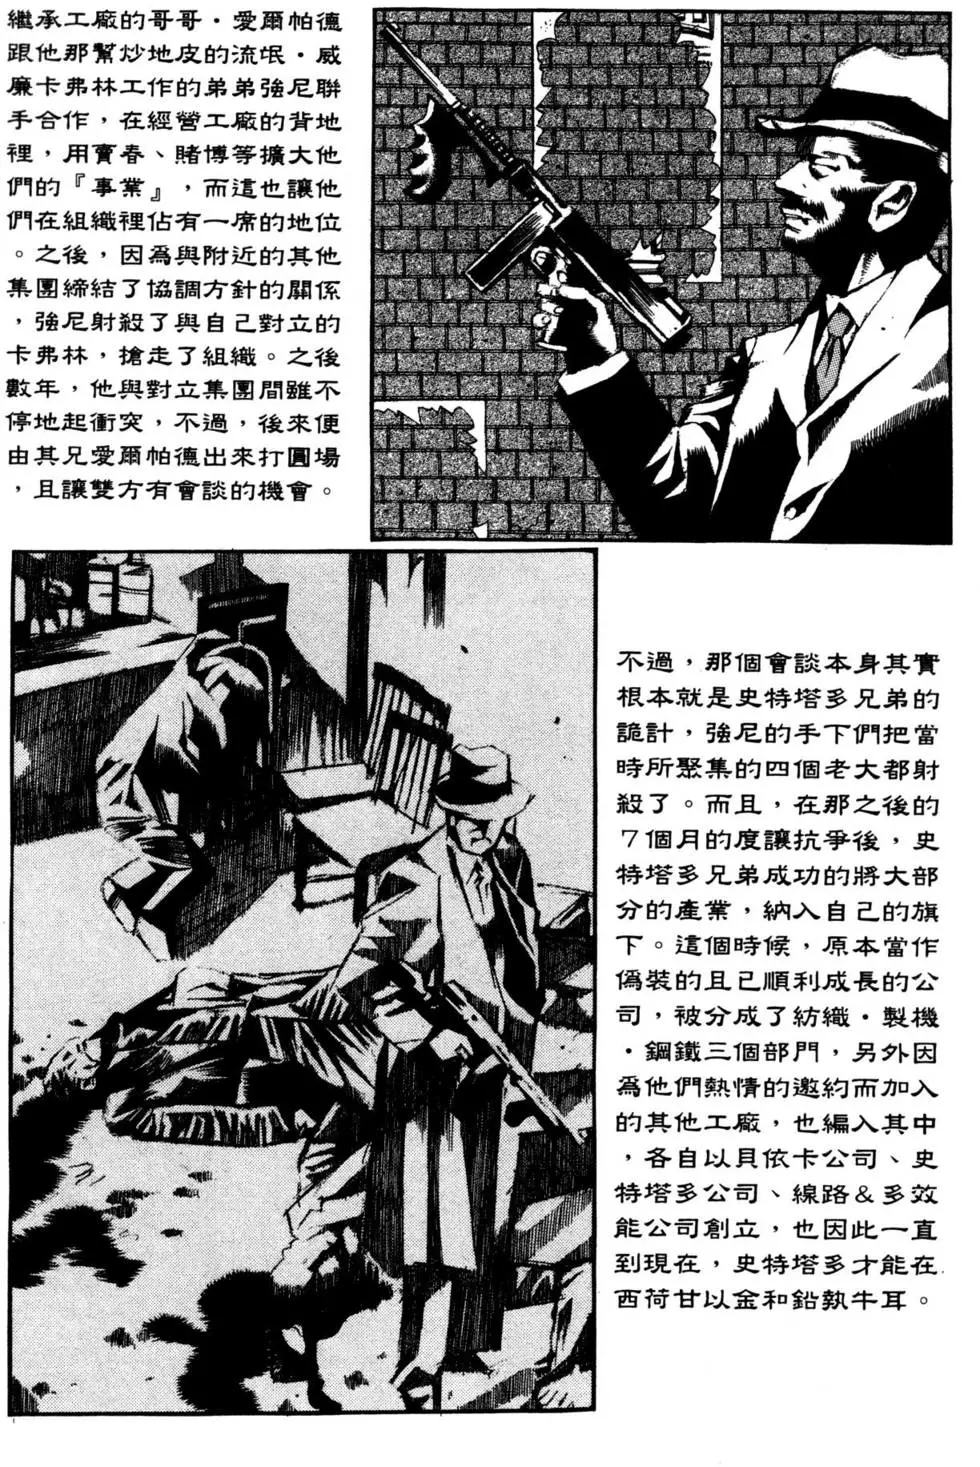 繼承工廠的哥哥・愛爾帕德
跟他那幫炒地皮的流氓・威
廉卡弗林工作的弟弟強尼聯
手合作，在經營工廠的背地
裡，用賣春、賭博等擴大他
們的『事業』，而這也讓他
們在組織裡佔有一席的地位
。之後，因為與附近的其他
集團締結了協調方針的關係
，強尼射殺了與自己對立的
卡弗林，搶走了組織。之後
數年，他與對立集團間雖不
停地起衝突，不過，後來便
由其兄愛爾帕德出來打圓場
，且讓雙方有會談的機會。
不過，那個會談本身其實
根本就是史特塔多兄弟的
詭計，強尼的手下們把當
時所聚集的四個老大都射
殺了。而且，在那之後的
7個月的度讓抗爭後，史
特塔多兄弟成功的將大部
分的產業，納入自己的旗
下。這個時候，原本當作
偽裝的且已順利成長的公
司，被分成了紡織・製機
・鋼鐵三個部門，另外因
為他們熱情的邀約而加入
的其他工廠，也編入其中
，各自以貝依卡公司、史
特塔多公司、線路＆多效
能公司創立，也因此一直
到現在，史特塔多才能在
西荷甘以金和鉛執牛耳。